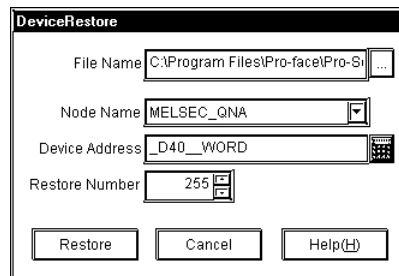 DeviceRestore
File Name C:\Program Files\Pro-face\Pro-S ...
Node Name MELSEC_QNA
Device Address _D40__WORD
Restore Number 255
Restore Cancel Help(H)